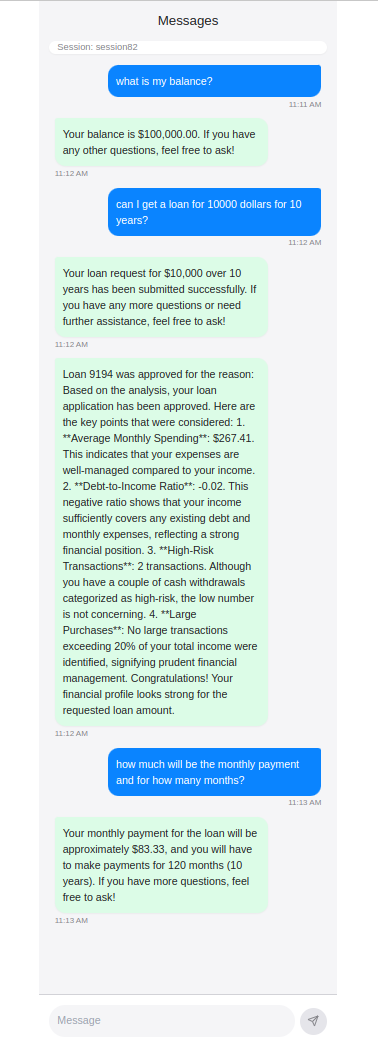 Messages
Session: session82
what is my balance?
11:11 AM
Your balance is $100,000.00. If you have
any other questions, feel free to ask!
11:12 AM
can I get a loan for 10000 dollars for 10
years?
11:12 AM
Your loan request for $10,000 over 10
years has been submitted successfully. If
you have any more questions or need
further assistance, feel free to ask!
11:12 AM
Loan 9194 was approved for the reason:
Based on the analysis, your loan
application has been approved. Here are
the key points that were considered: 1.
**Average Monthly Spending**: $267.41.
This indicates that your expenses are
well-managed compared to your income.
2. **Debt-to-Income Ratio**: -0.02. This
negative ratio shows that your income
sufficiently covers any existing debt and
monthly expenses, reflecting a strong
financial position. 3. **High-Risk
Transactions**: 2 transactions. Although
you have a couple of cash withdrawals
categorized as high-risk, the low number
is not concerning. 4. **Large
Purchases**: No large transactions
exceeding 20% of your total income were
identified, signifying prudent financial
management. Congratulations! Your
financial profile looks strong for the
requested loan amount.
11:12 AM
how much will be the monthly payment
and for how many months?
11:13 AM
Your monthly payment for the loan will be
approximately $83.33, and you will have
to make payments for 120 months (10
years). If you have more questions, feel
free to ask!
11:13 AM
Message